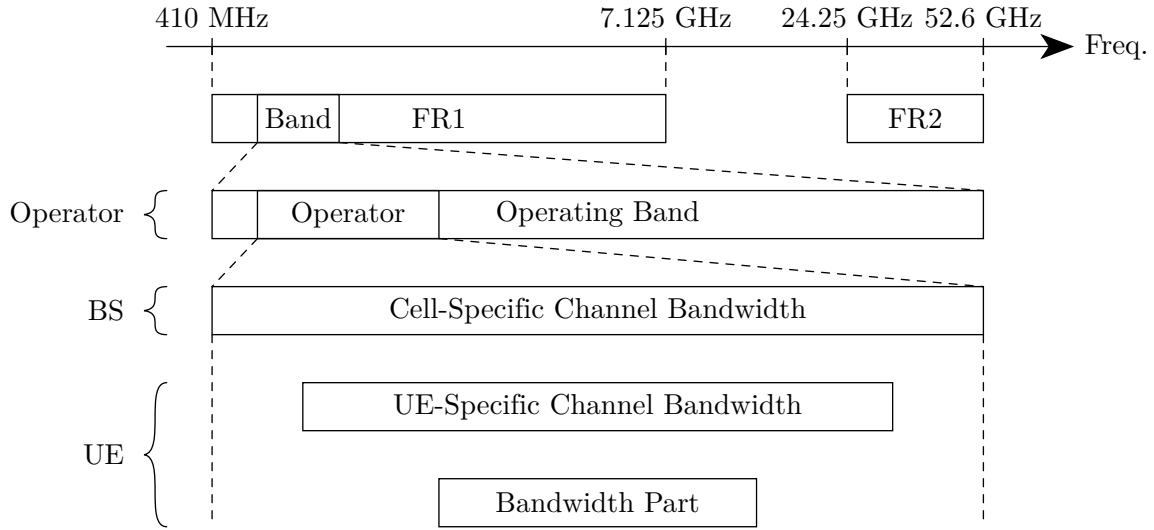 410 MHz 7.125 GHz 24.25 GHz 52.6 GHz
Freq.
Band FR1 FR2
Operator Operator Operating Band
BS Cell-Specific Channel Bandwidth
UE-Specific Channel Bandwidth
UE
Bandwidth Part